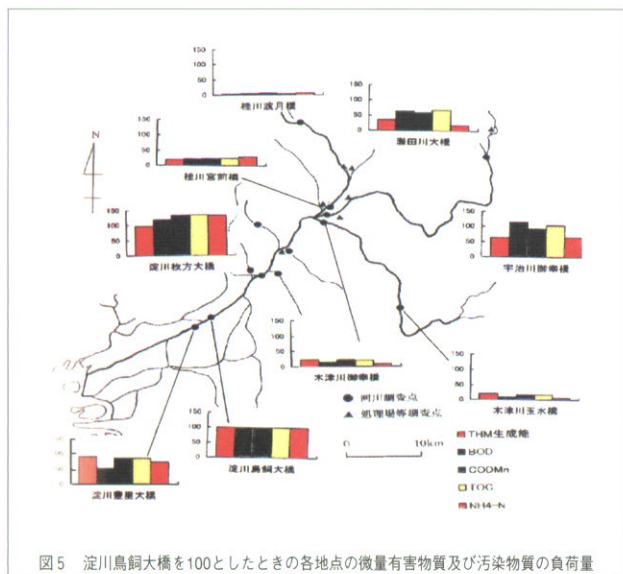 150
100
50
0
桂川渡月橋
150
100
50
0
瀬田川大橋
N
150
100
50
0
桂川宮前橋
150
100
50
0
淀川枚方大橋
150
100
50
0
宇治川御幸橋
150
100
50
0
木津川御幸橋
150
100
50
0
木津川玉水橋
● 河川調査点
▲ 処理場等調査点
0 10km
150
100
50
0
淀川鳥飼大橋
淀川豊里大橋
THM生成能
BOD
CODMn
TOC
NH4-N
図5 淀川鳥飼大橋を100としたときの各地点の微量有害物質及び汚染物質の負荷量